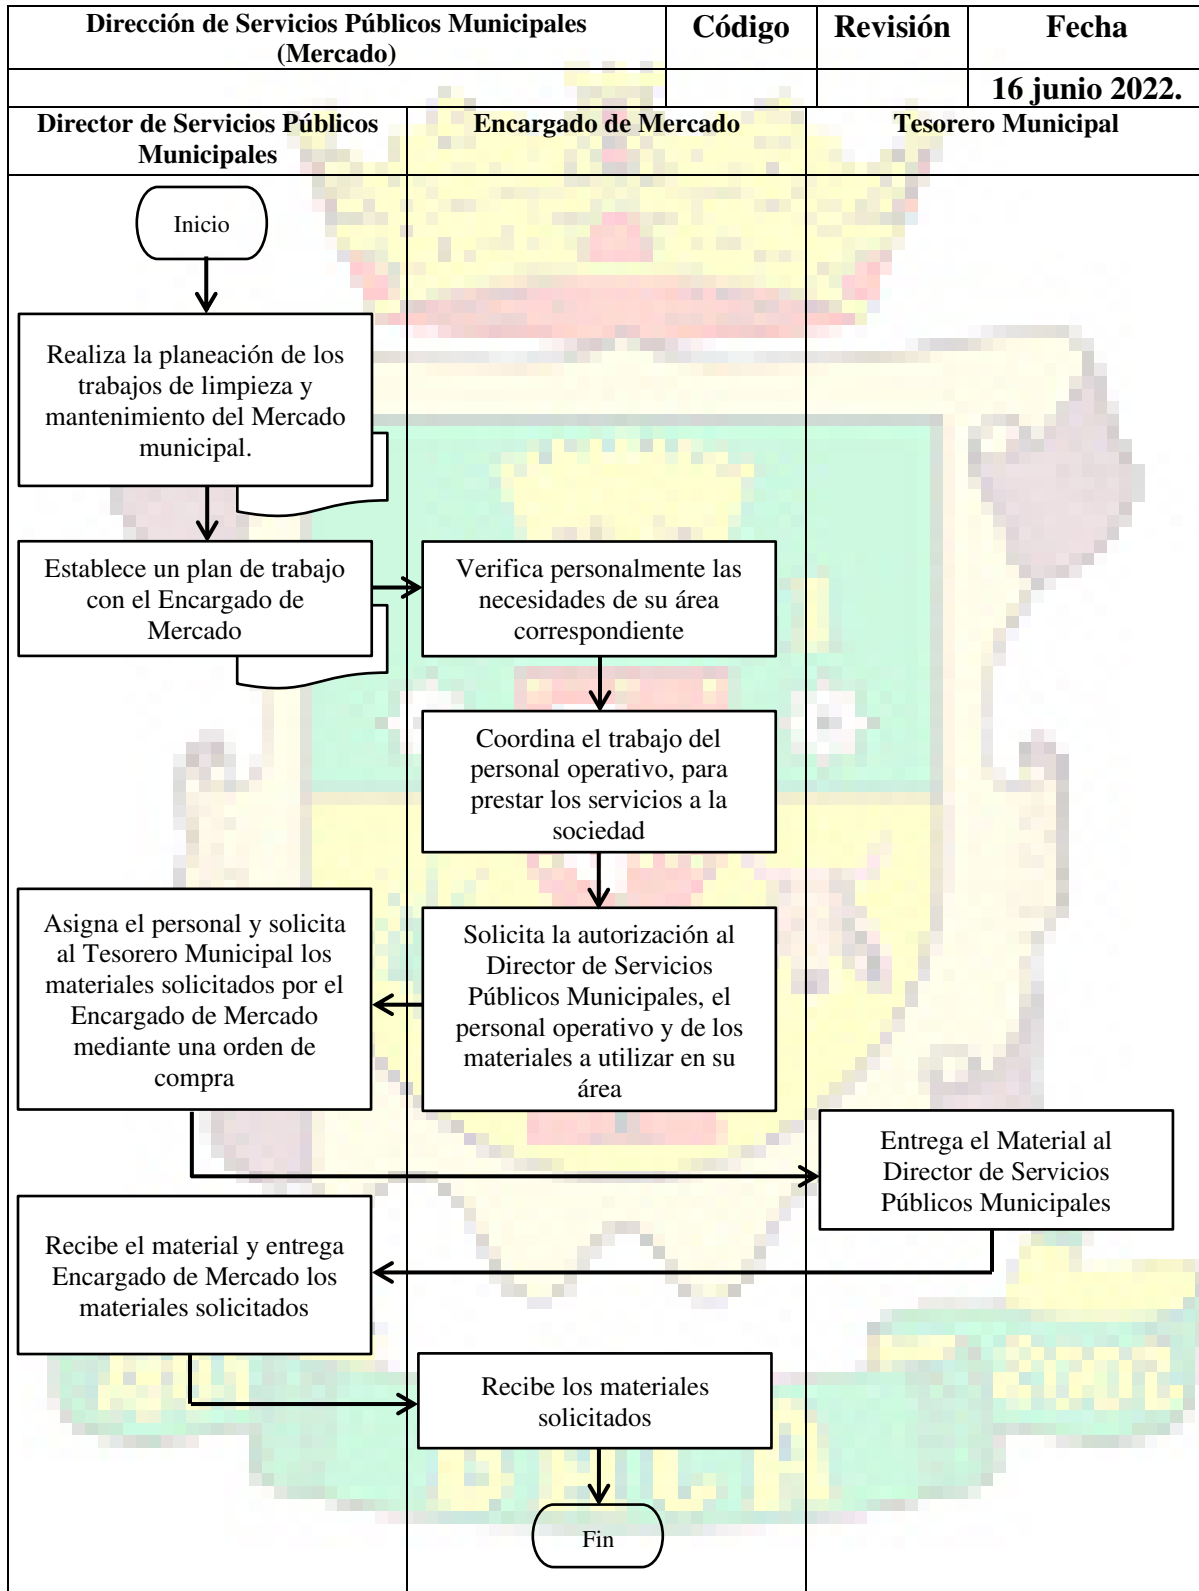 Dirección de Servicios Públicos Municipales
(Mercado)
Código
Revisión
Fecha
16 junio 2022.
Director de Servicios Públicos
Municipales
Encargado de Mercado
Tesorero Municipal
Inicio
Realiza la planeación de los
trabajos de limpieza y
mantenimiento del Mercado
municipal.
Establece un plan de trabajo
con el Encargado de
Mercado
Verifica personalmente las
necesidades de su área
correspondiente
Coordina el trabajo del
personal operativo, para
prestar los servicios a la
sociedad
Solicita la autorización al
Director de Servicios
Públicos Municipales, el
personal operativo y de los
materiales a utilizar en su
área
Asigna el personal y solicita
al Tesorero Municipal los
materiales solicitados por el
Encargado de Mercado
mediante una orden de
compra
Entrega el Material al
Director de Servicios
Públicos Municipales
Recibe el material y entrega
Encargado de Mercado los
materiales solicitados
Recibe los materiales
solicitados
Fin